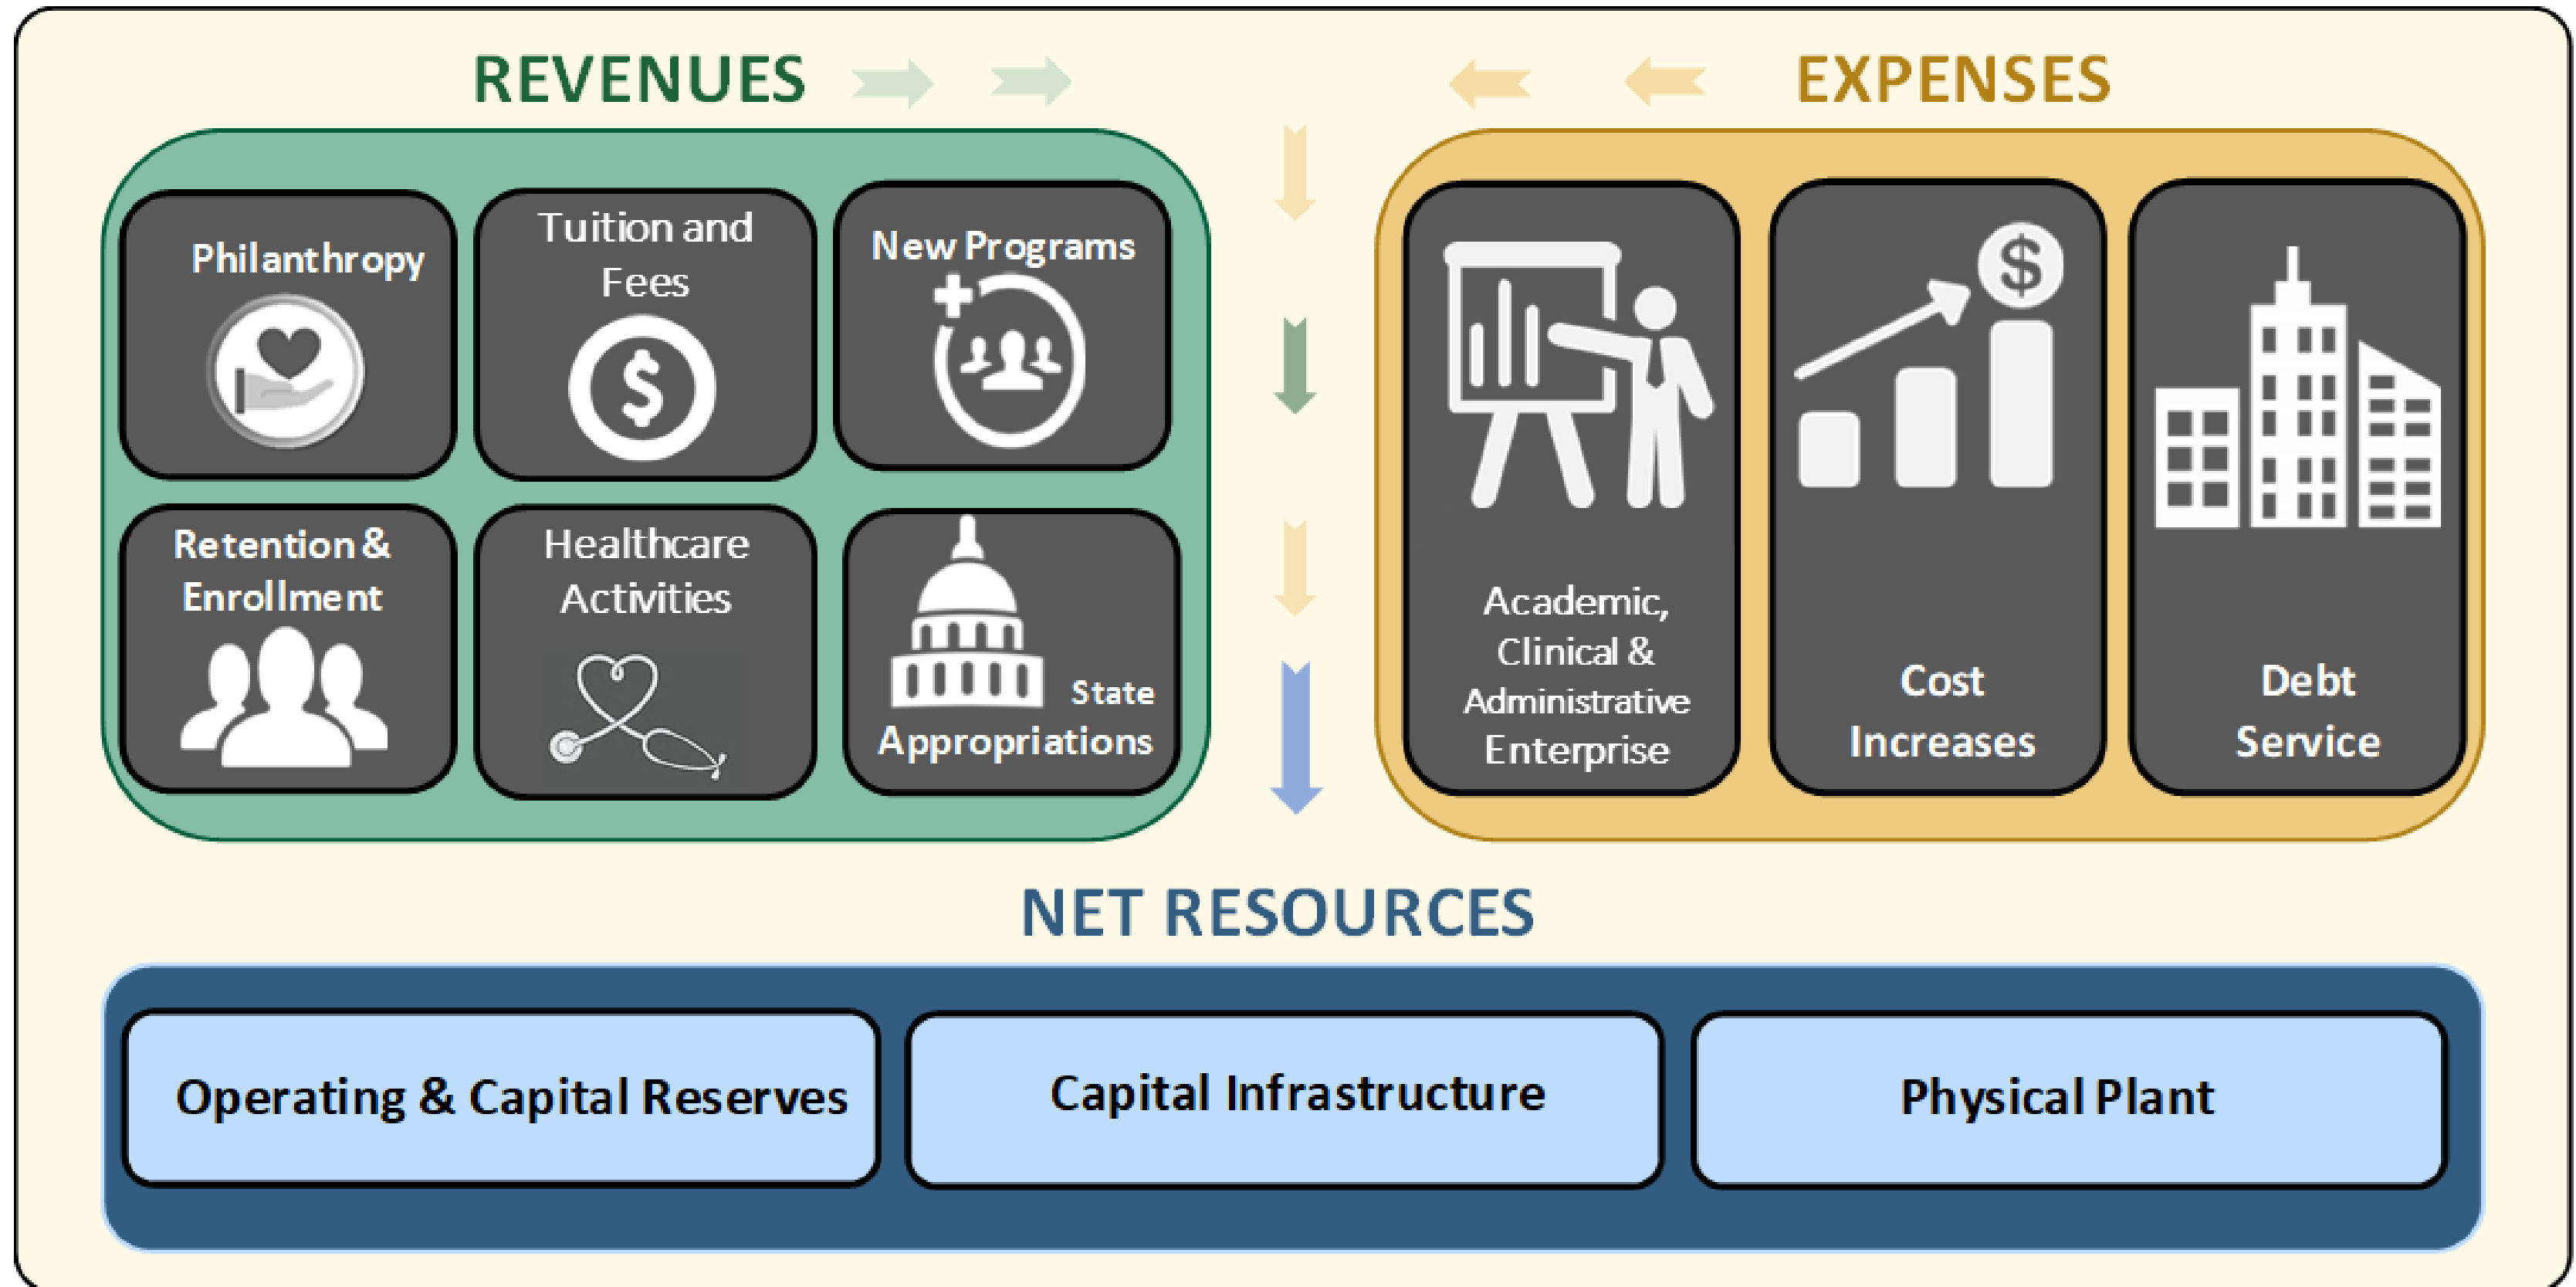 REVENUES
EXPENSES
Philanthropy
Tuition and
Fees
$
New Programs
Retention &
Enrollment
Healthcare
Activities
State
Appropriations
Academic,
Clinical &
Administrative
Enterprise
$
Cost
Increases
Debt
Service
NET RESOURCES
Operating & Capital Reserves
Capital Infrastructure
Physical Plant